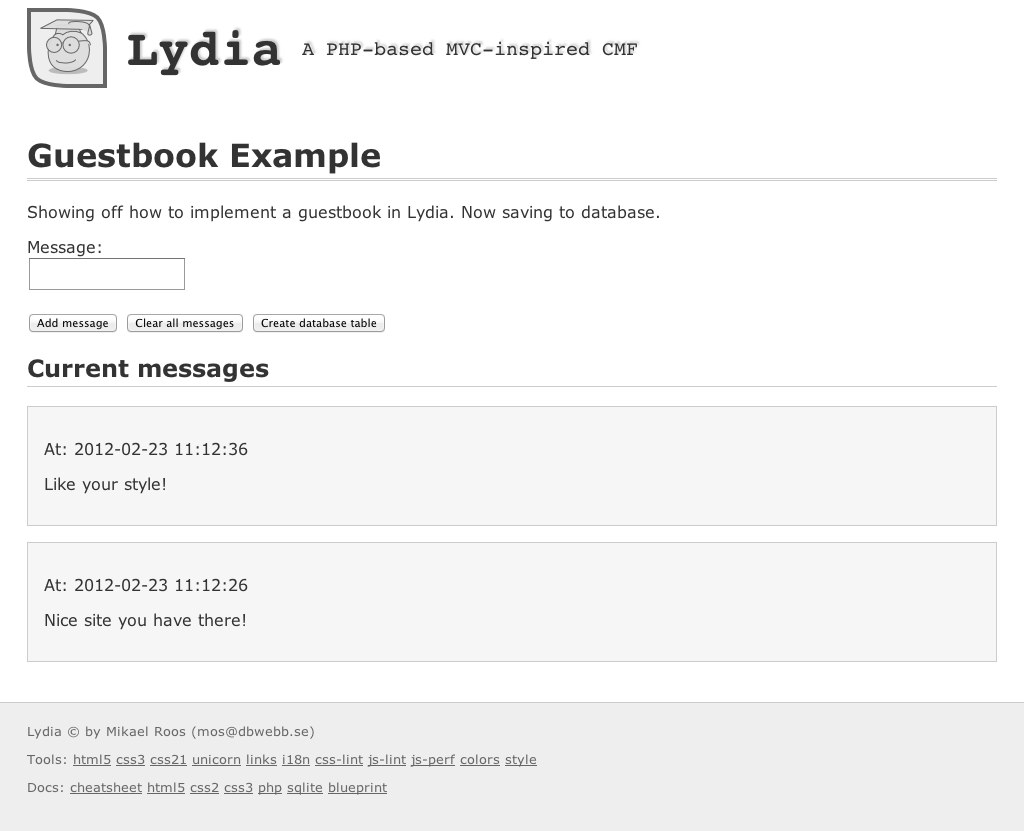 Lydia A PHP-based MVC-inspired CMF
Guestbook Example
Showing off how to implement a guestbook in Lydia. Now saving to database.
Message:
Add message Clear all messages Create database table
Current messages
At: 2012-02-23 11:12:36
Like your style!
At: 2012-02-23 11:12:26
Nice site you have there!
Lydia © by Mikael Roos (mos@dbwebb.se)
Tools: html5 css3 css21 unicorn links i18n css-lint js-lint js-perf colors style
Docs: cheatsheet html5 css2 css3 php sqlite blueprint